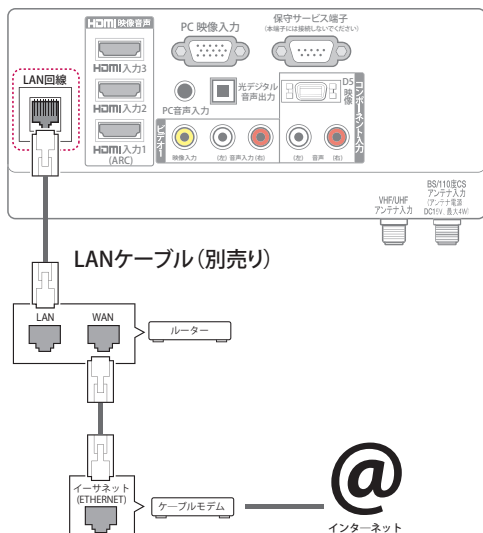 HDMI 映像音声
HDMI入力3
HDMI入力2
HDMI入力1
(ARC)
LAN回線
PC 映像入力
保守サービス端子
(本端子には接続しないでください)
PC音声入力
光デジタル
音声出力
D5
映像
コンポーネント入力
ビデオ1
映像入力
(左) 音声入力 (右)
(左) 音声 (右)
VHF/UHF
アンテナ入力
BS/110度CS
アンテナ入力
(アンテナ電源
DC15V, 最大4W)
LANケーブル（別売り）
LAN
WAN
ルーター
イーサネット
(ETHERNET)
ケーブルモデム
@
インターネット